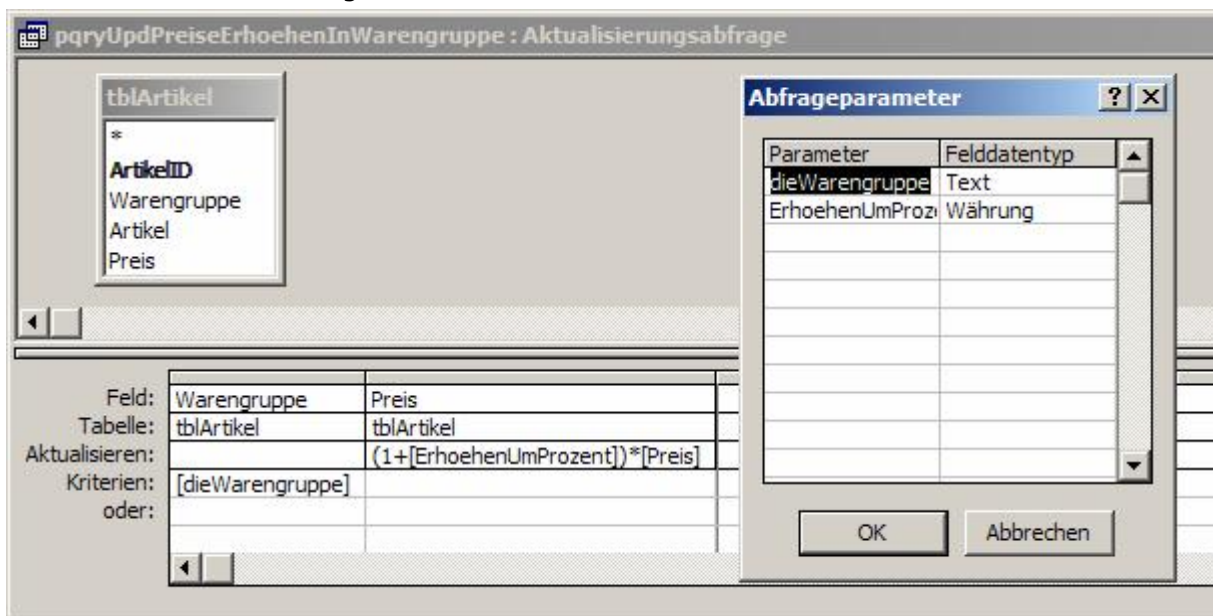 pqryUpdPreiseErhoehenInWarengruppe : Aktualisierungsabfrage
tblArtikel
*
ArtikelID
Warengruppe
Artikel
Preis
Abfrageparameter
Parameter Felddatentyp
dieWarengruppe Text
ErhoehenUmProz Währung
OK Abbrechen
Feld: Warengruppe Preis
Tabelle: tblArtikel tblArtikel
Aktualisieren: (1+[ErhoehenUmProzent])*[Preis]
Kriterien: [dieWarengruppe]
oder: